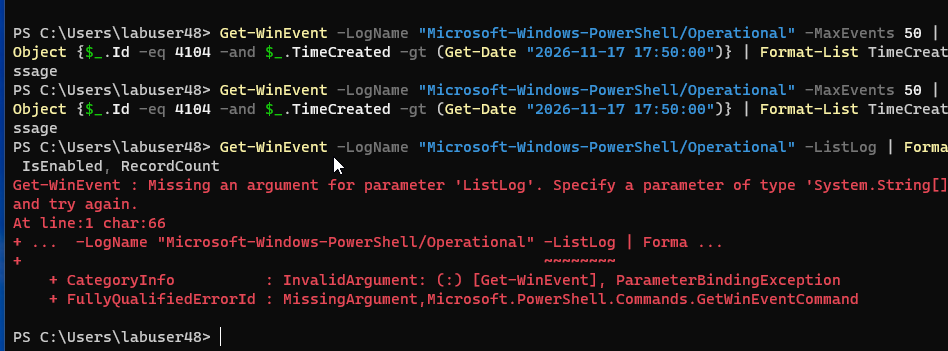 PS C:\Users\labuser48> Get-WinEvent -LogName "Microsoft-Windows-PowerShell/Operational" -MaxEvents 50 |
Object {$_.Id -eq 4104 -and $_.TimeCreated -gt (Get-Date "2026-11-17 17:50:00")} | Format-List TimeCreat
ssage
PS C:\Users\labuser48> Get-WinEvent -LogName "Microsoft-Windows-PowerShell/Operational" -MaxEvents 50 |
Object {$_.Id -eq 4104 -and $_.TimeCreated -gt (Get-Date "2026-11-17 17:50:00")} | Format-List TimeCreat
ssage
PS C:\Users\labuser48> Get-WinEvent -LogName "Microsoft-Windows-PowerShell/Operational" -ListLog | Forma
 IsEnabled, RecordCount
Get-WinEvent : Missing an argument for parameter 'ListLog'. Specify a parameter of type 'System.String[]
and try again.
At line:1 char:66
+ ...  -LogName "Microsoft-Windows-PowerShell/Operational" -ListLog | Forma ...
+                                                          ~~~~~~~~
    + CategoryInfo          : InvalidArgument: (:) [Get-WinEvent], ParameterBindingException
    + FullyQualifiedErrorId : MissingArgument,Microsoft.PowerShell.Commands.GetWinEventCommand
PS C:\Users\labuser48>